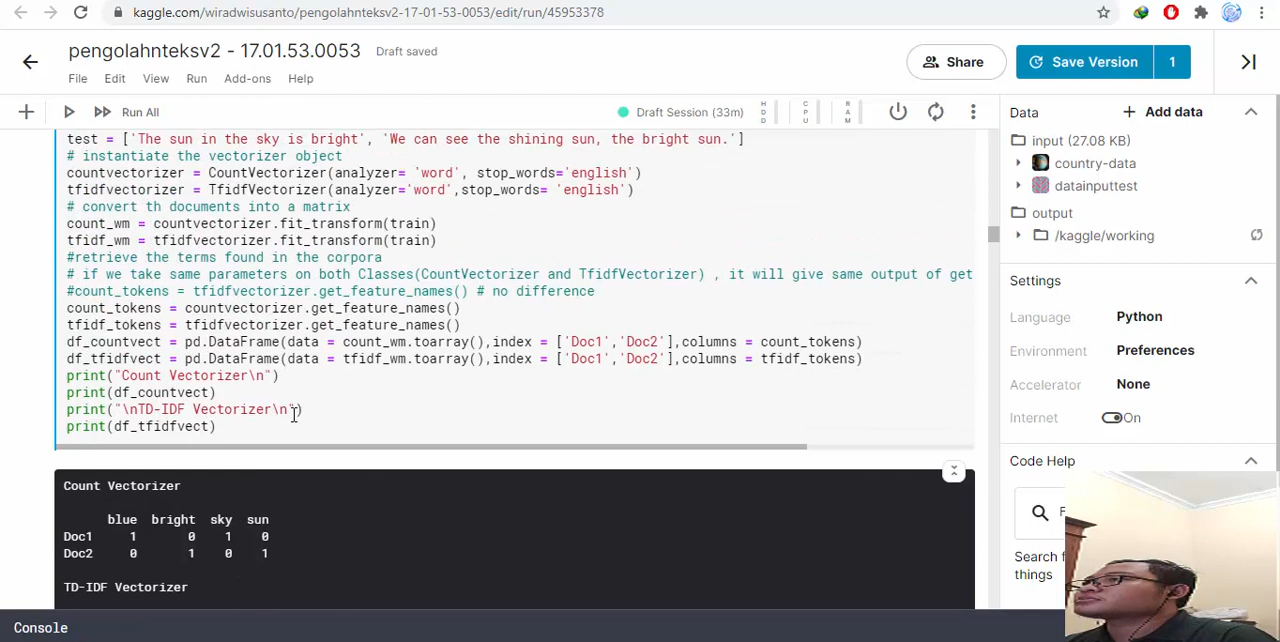 kaggle.com/wiradwisusanto/pengolahnteksv2-17-01-53-0053/edit/run/45953378
pengolahnteksv2 - 17.01.53.0053 Draft saved
File Edit View Run Add-ons Help
Share
Save Version 1
Run All
Draft Session (33m)
HDD
CPU
RAM
test = ['The sun in the sky is bright', 'We can see the shining sun, the bright sun.']
# instantiate the vectorizer object
countvectorizer = CountVectorizer(analyzer= 'word', stop_words='english')
tfidfvectorizer = TfidfVectorizer(analyzer='word',stop_words= 'english')
# convert th documents into a matrix
count_wm = countvectorizer.fit_transform(train)
tfidf_wm = tfidfvectorizer.fit_transform(train)
#retrieve the terms found in the corpora
# if we take same parameters on both Classes(CountVectorizer and TfidfVectorizer) , it will give same output of get
#count_tokens = tfidfvectorizer.get_feature_names() # no difference
count_tokens = countvectorizer.get_feature_names()
tfidf_tokens = tfidfvectorizer.get_feature_names()
df_countvect = pd.DataFrame(data = count_wm.toarray(),index = ['Doc1','Doc2'],columns = count_tokens)
df_tfidfvect = pd.DataFrame(data = tfidf_wm.toarray(),index = ['Doc1','Doc2'],columns = tfidf_tokens)
print("Count Vectorizer\n")
print(df_countvect)
print("\nTD-IDF Vectorizer\n")
print(df_tfidfvect)
Count Vectorizer
blue bright sky sun
Doc1 1 0 1 0
Doc2 0 1 0 1
TD-IDF Vectorizer
Console
Data
Add data
input (27.08 KB)
country-data
datainputtest
output
/kaggle/working
Settings
Language Python
Environment Preferences
Accelerator None
Internet On
Code Help
Search f
things